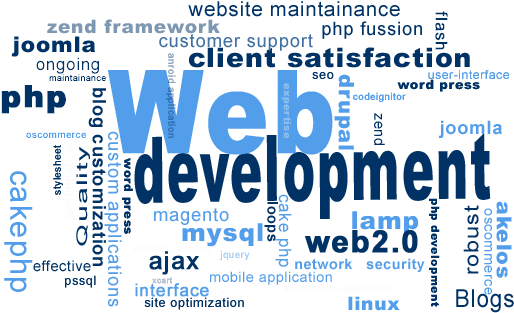 website maintainance
zend framework
php fussion
flash
joomla
customer support
client satisfaction
ongoing
maintainance
anroid application
seo
user-interface
word press
php
Web
expertise
drupal
codeignitor
blog customization
zend
joomla
oscommerce
stylesheet
Quality
custom applications
word press
development
cakephp
magento
loops
cake php
lamp
php development
robust
oscommerce
akelos
mysql
web2.0
jquery
effective
ajax
network
security
pssql
xcart
mobile application
interface
site optimization
linux
Blogs